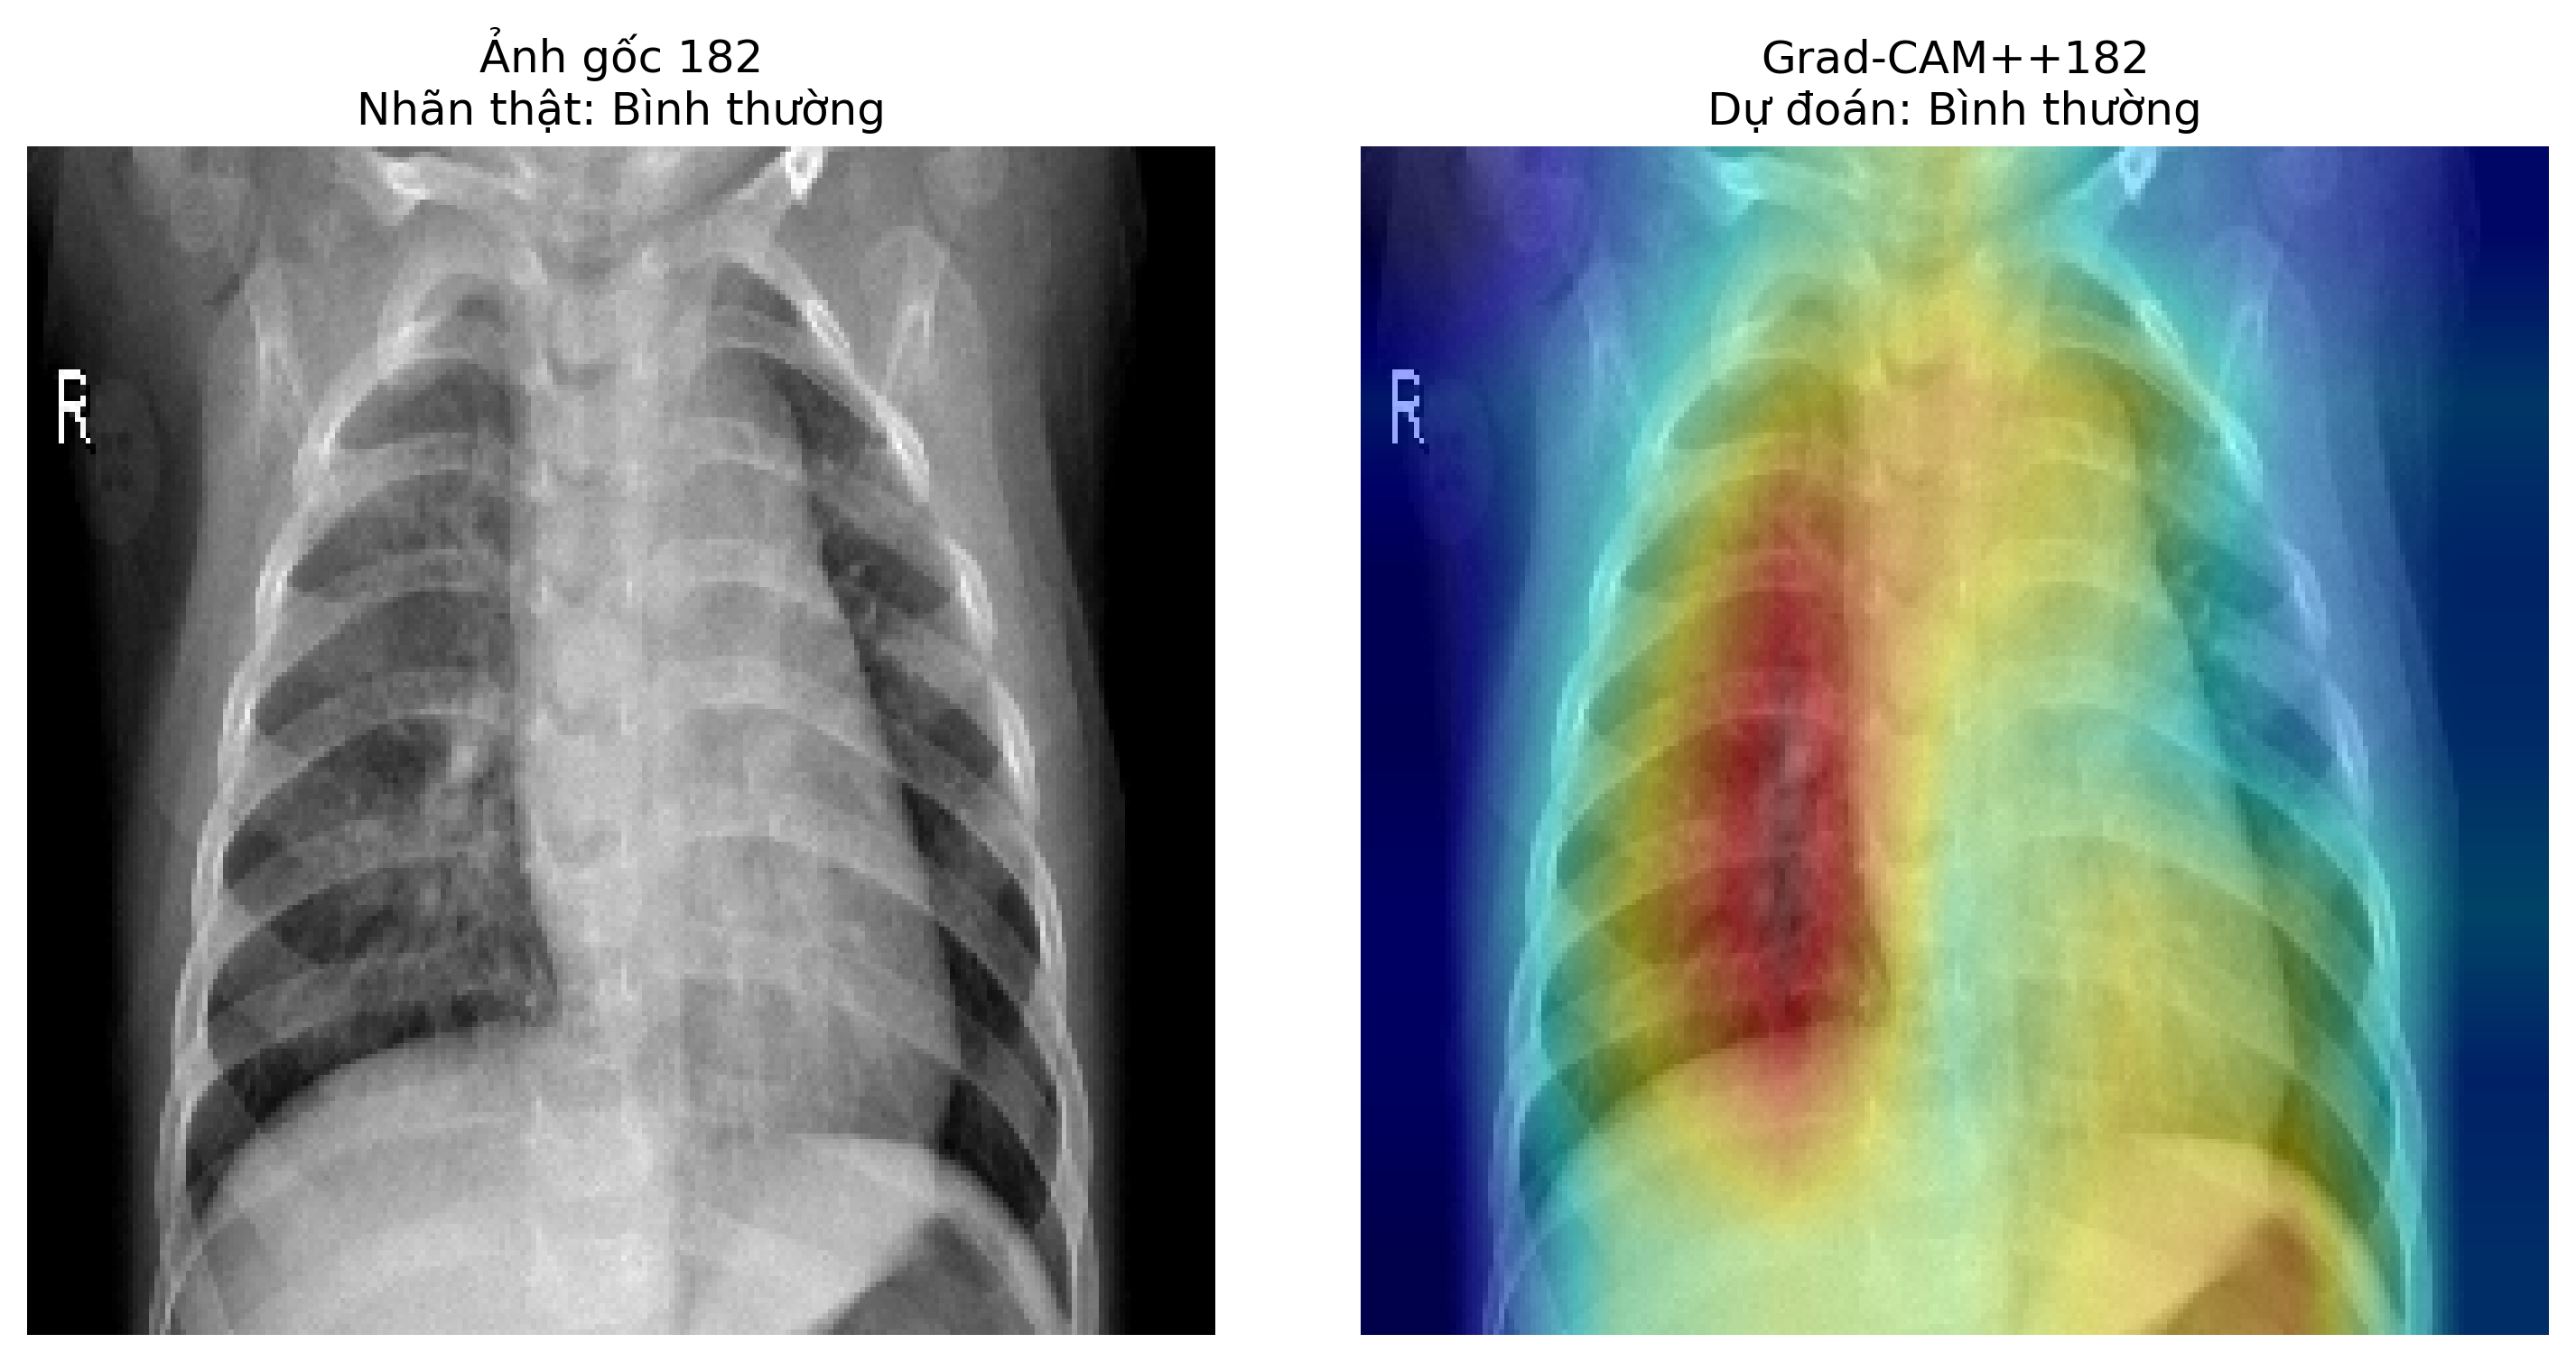 Ảnh gốc 182
Nhãn thật: Bình thường
Grad-CAM++182
Dự đoán: Bình thường
R
R